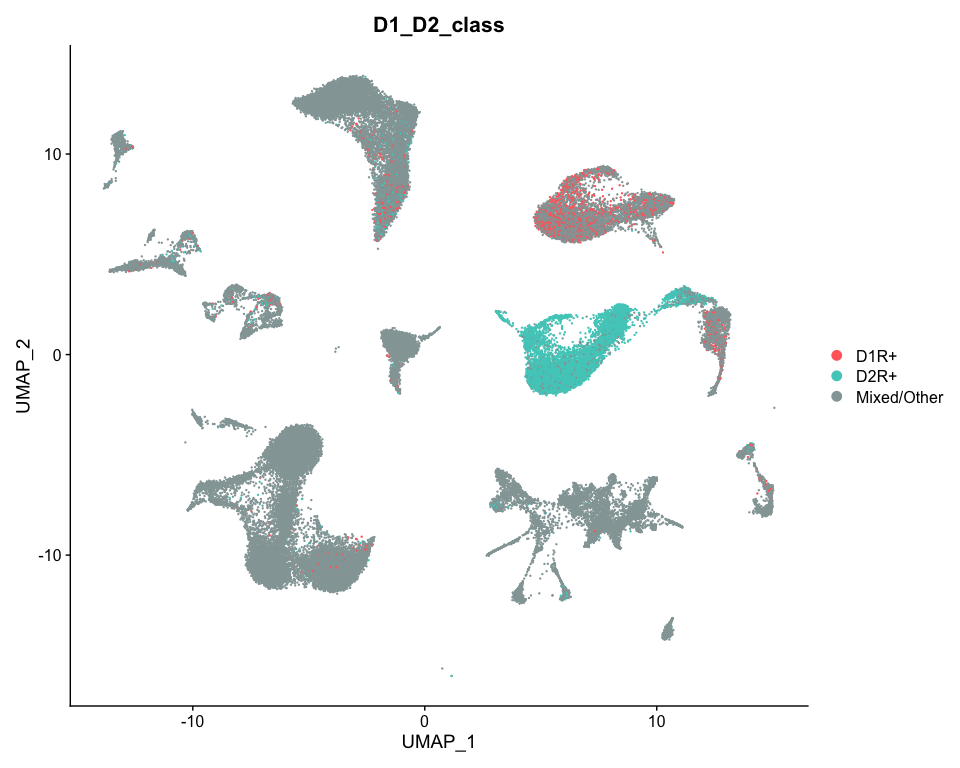 D1_D2_class
10
0
-10
UMAP_2
-10
0
10
UMAP_1
D1R+
D2R+
Mixed/Other